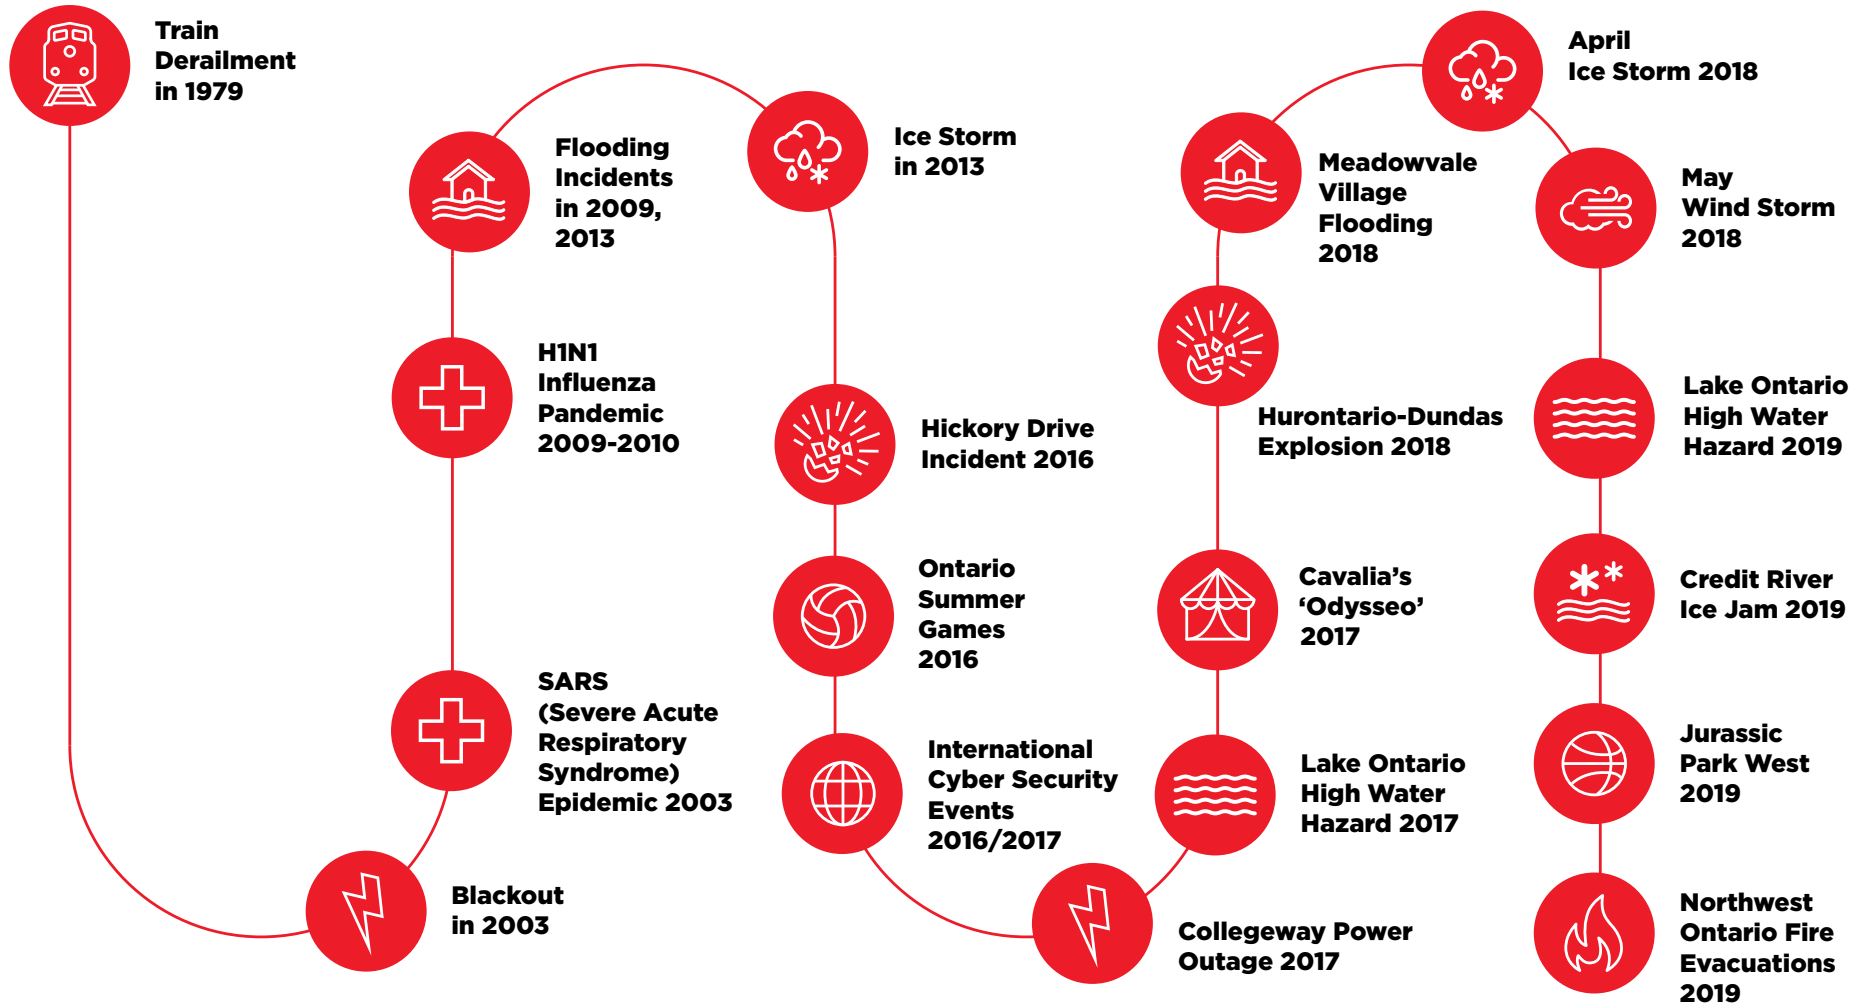 Train
Derailment
in 1979
Blackout
in 2003
SARS
(Severe Acute
Respiratory
Syndrome)
Epidemic 2003
H1N1
Influenza
Pandemic
2009-2010
Flooding
Incidents
in 2009,
2013
Ice Storm
in 2013
Hickory Drive
Incident 2016
Ontario
Summer
Games
2016
International
Cyber Security
Events
2016/2017
Collegeway Power
Outage 2017
Lake Ontario
High Water
Hazard 2017
Cavalia’s
‘Odysseo’
2017
Hurontario-Dundas
Explosion 2018
Meadowvale
Village
Flooding
2018
April
Ice Storm 2018
May
Wind Storm
2018
Lake Ontario
High Water
Hazard 2019
Credit River
Ice Jam 2019
Jurassic
Park West
2019
Northwest
Ontario Fire
Evacuations
2019